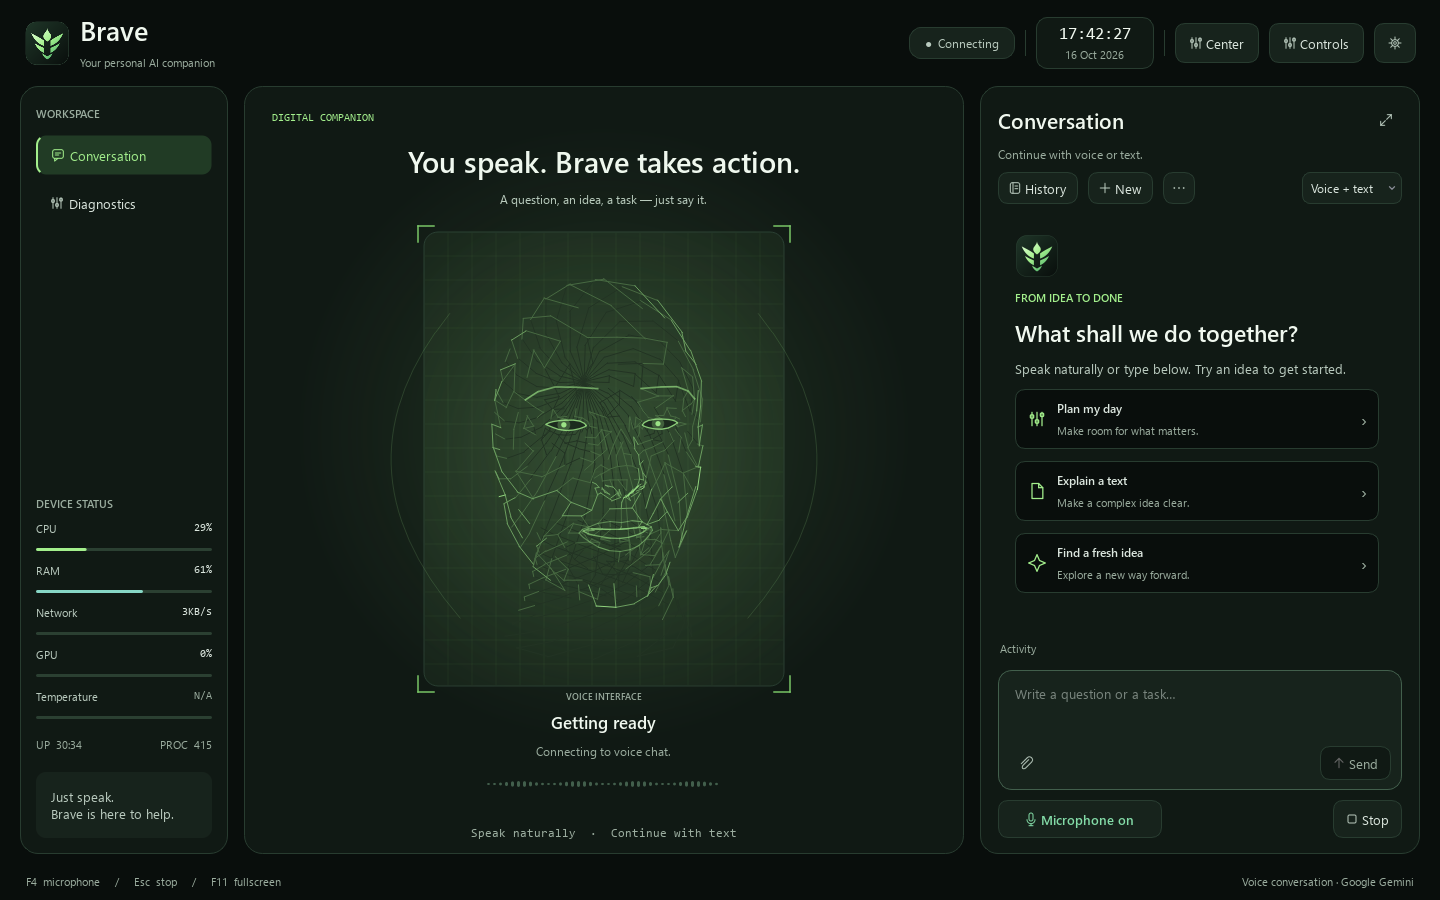 Brave
Your personal AI companion
● Connecting
17:42:27
16 Oct 2026
Center
Controls
WORKSPACE
Conversation
Diagnostics
DEVICE STATUS
CPU 29%
RAM 61%
Network 3KB/s
GPU 0%
Temperature N/A
UP 30:34 PROC 415
Just speak.
Brave is here to help.
DIGITAL COMPANION
You speak. Brave takes action.
A question, an idea, a task — just say it.
VOICE INTERFACE
Getting ready
Connecting to voice chat.
Speak naturally · Continue with text
Conversation
Continue with voice or text.
History
New
···
Voice + text
FROM IDEA TO DONE
What shall we do together?
Speak naturally or type below. Try an idea to get started.
Plan my day
Make room for what matters.
Explain a text
Make a complex idea clear.
Find a fresh idea
Explore a new way forward.
Activity
Write a question or a task...
Send
Microphone on
Stop
F4 microphone / Esc stop / F11 fullscreen
Voice conversation · Google Gemini